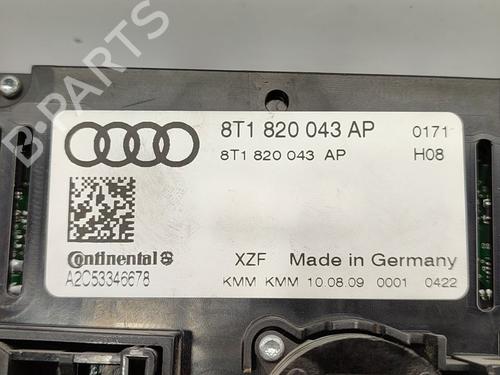 B-PARTS
8T1 820 043 AP 0171
8T1 820 043 AP H08
Continental XZF Made in Germany
A2C53346678 KMM KMM 10.08.09 0001 0422